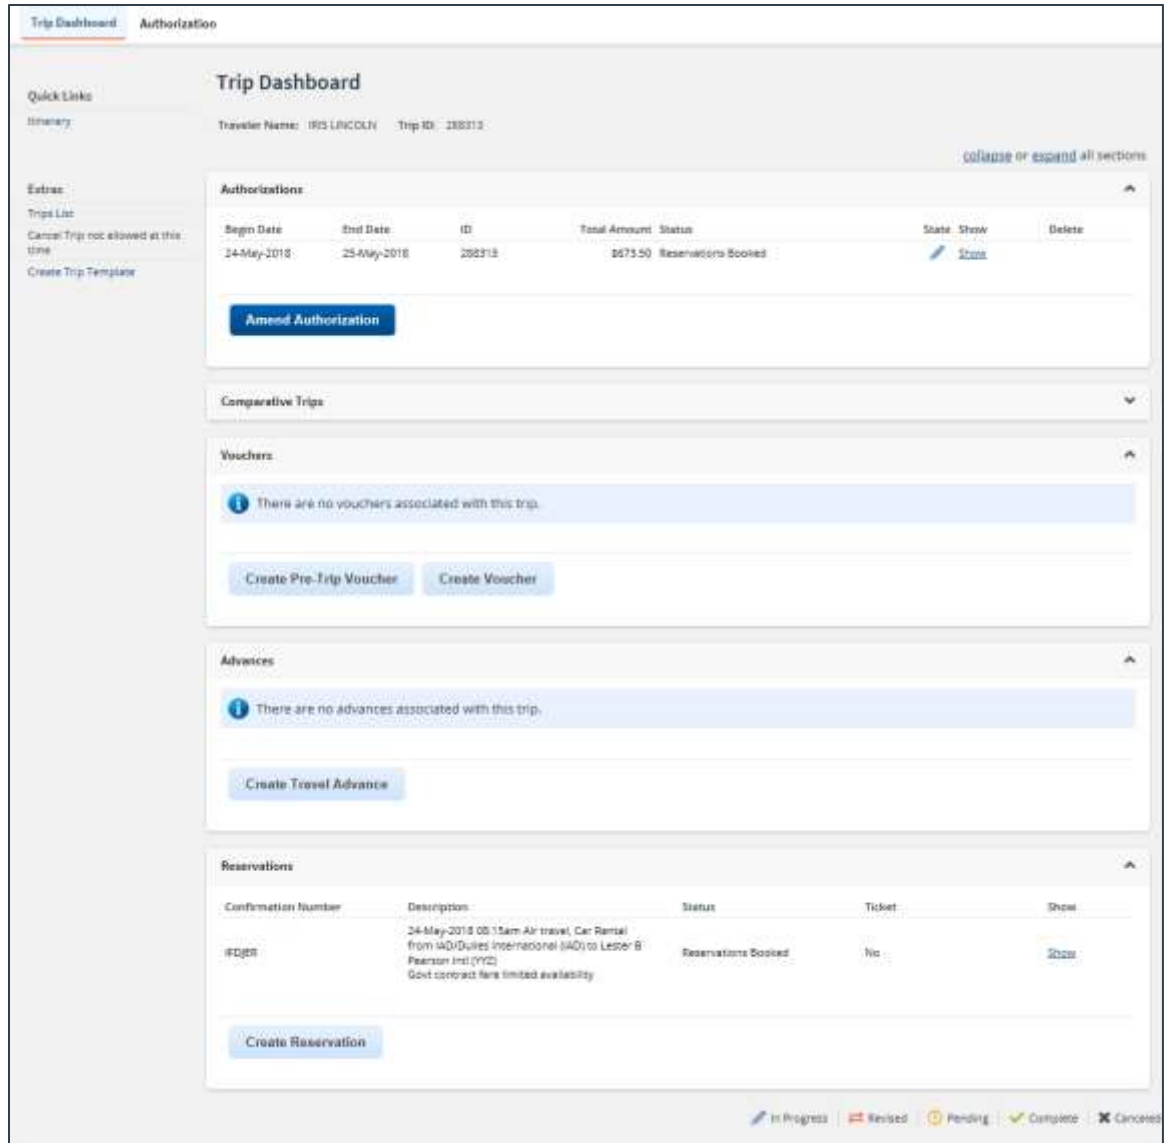 Trip Dashboard Authorization
Trip Dashboard
Quick Links
Itinerary
Traveler Name: IRIS LINCOLN Trip ID: 288313
collapse or expand all sections
Extras
Trips List
Cancel Trip not allowed at this
time
Create Trip Template
Authorizations
Begin Date End Date ID Total Amount Status State Show Delete
24-May-2018 25-May-2018 288313 $675.50 Reservations Booked Show
Amend Authorization
Comparative Trips
Vouchers
There are no vouchers associated with this trip.
Create Pre-Trip Voucher Create Voucher
Advances
There are no advances associated with this trip.
Create Travel Advance
Reservations
Confirmation Number Description Status Ticket Show
24-May-2018 08:15am Air travel, Car Rental
from IAD/Dulles International (IAD) to Lester B
Pearson Intl (YYZ)
Govt contract fare limited availability
Reservations Booked No Show
Create Reservation
In Progress Revised Pending Complete Canceled